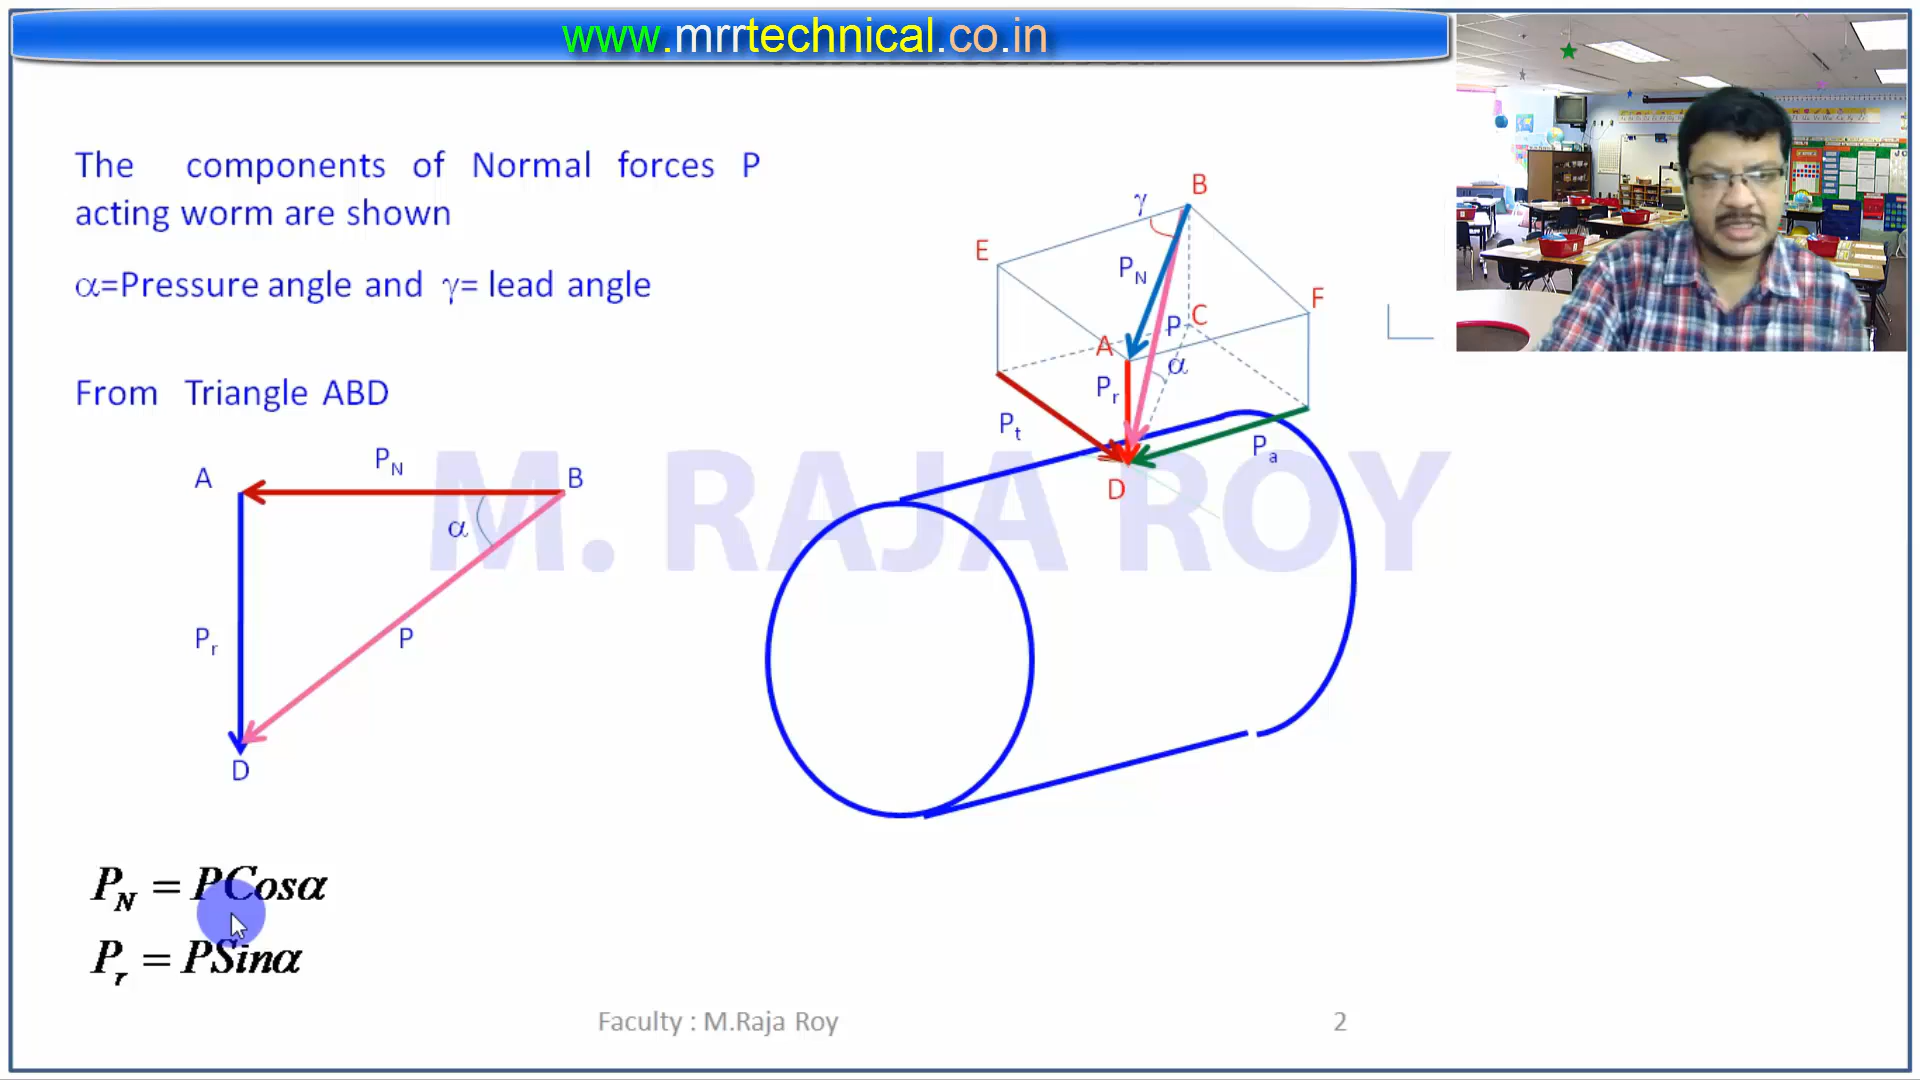 www.mrrtechnical.co.in
The components of Normal forces P
acting worm are shown
α=Pressure angle and γ= lead angle
From Triangle ABD
A
P_N
B
α
P_r
P
D
P_N = PCosα
P_r = PSinα
B
γ
E
P_N
F
P
C
A
α
P_r
P_t
P_a
D
M. RAJA ROY
Faculty : M.Raja Roy
2